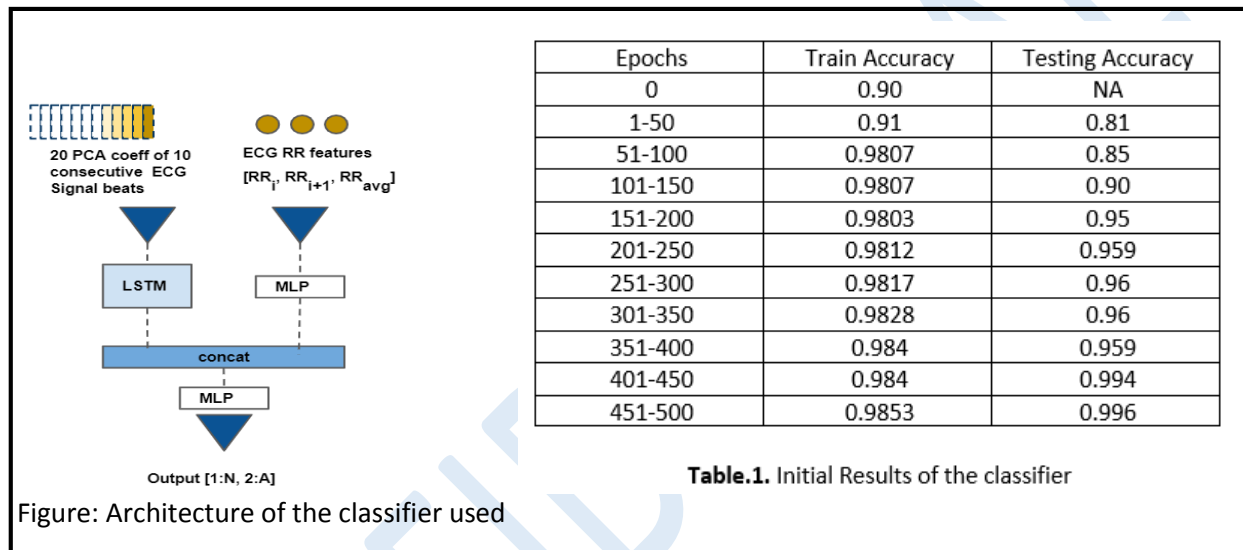 20 PCA coeff of 10
consecutive ECG
Signal beats
ECG RR features
[RRi, RRi+1, RRavg]
LSTM
MLP
concat
MLP
Output [1:N, 2:A]
Figure: Architecture of the classifier used
Epochs Train Accuracy Testing Accuracy
0 0.90 NA
1-50 0.91 0.81
51-100 0.9807 0.85
101-150 0.9807 0.90
151-200 0.9803 0.95
201-250 0.9812 0.959
251-300 0.9817 0.96
301-350 0.9828 0.96
351-400 0.984 0.959
401-450 0.984 0.994
451-500 0.9853 0.996
Table.1. Initial Results of the classifier